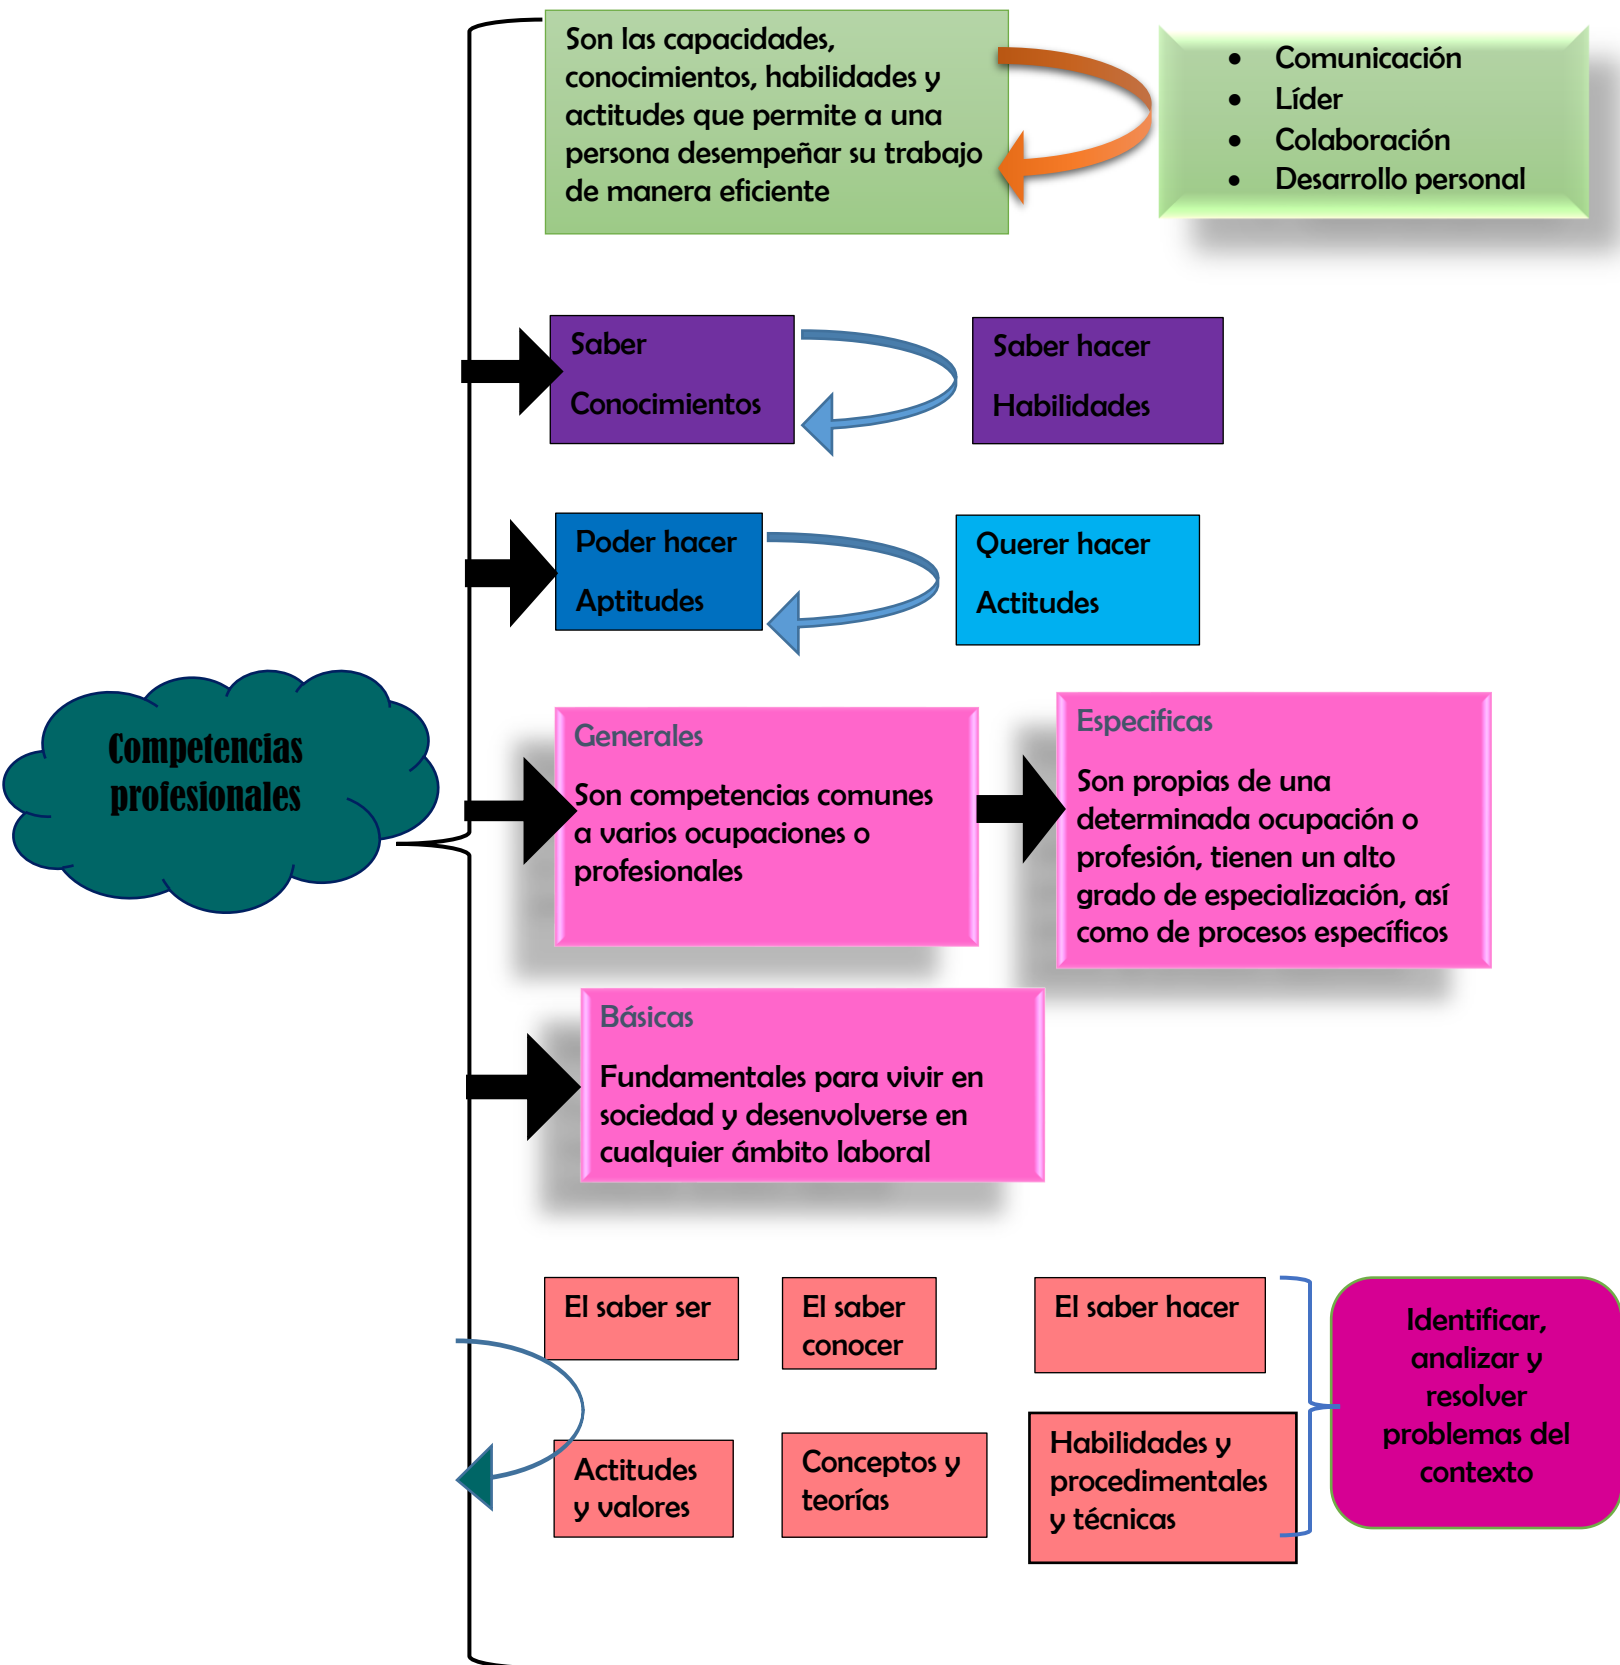 Son las capacidades,
conocimientos, habilidades y
actitudes que permite a una
persona desempeñar su trabajo
de manera eficiente
• Comunicación
• Líder
• Colaboración
• Desarrollo personal
Saber
Conocimientos
Saber hacer
Habilidades
Poder hacer
Aptitudes
Querer hacer
Actitudes
Competencias
profesionales
Generales
Son competencias comunes
a varios ocupaciones o
profesionales
Especificas
Son propias de una
determinada ocupación o
profesión, tienen un alto
grado de especialización, así
como de procesos específicos
Básicas
Fundamentales para vivir en
sociedad y desenvolverse en
cualquier ámbito laboral
El saber ser
El saber
conocer
El saber hacer
Actitudes
y valores
Conceptos y
teorías
Habilidades y
procedimentales
y técnicas
Identificar,
analizar y
resolver
problemas del
contexto